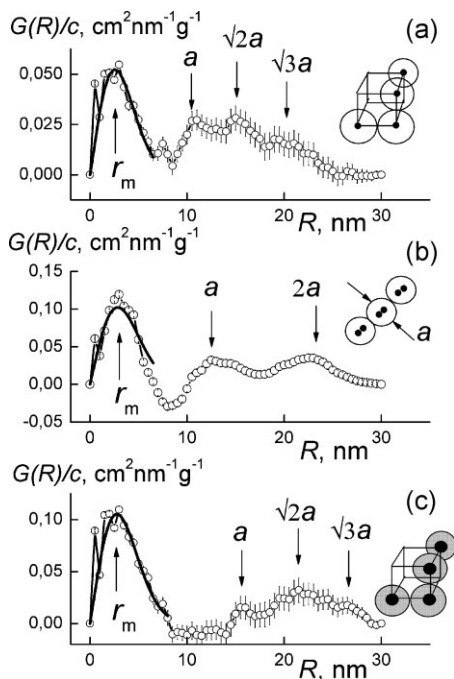 G(R)/c, cm²nm⁻¹g⁻¹
(a)
0,050
0,025
0,000
a
√2a
√3a
r_m
0 10 20 30
R, nm
G(R)/c, cm²nm⁻¹g⁻¹
(b)
0,15
0,10
0,05
0,00
-0,05
a
2a
a
r_m
0 10 20 30
R, nm
G(R)/c, cm²nm⁻¹g⁻¹
(c)
0,10
0,05
0,00
a
√2a
√3a
r_m
0 10 20 30
R, nm